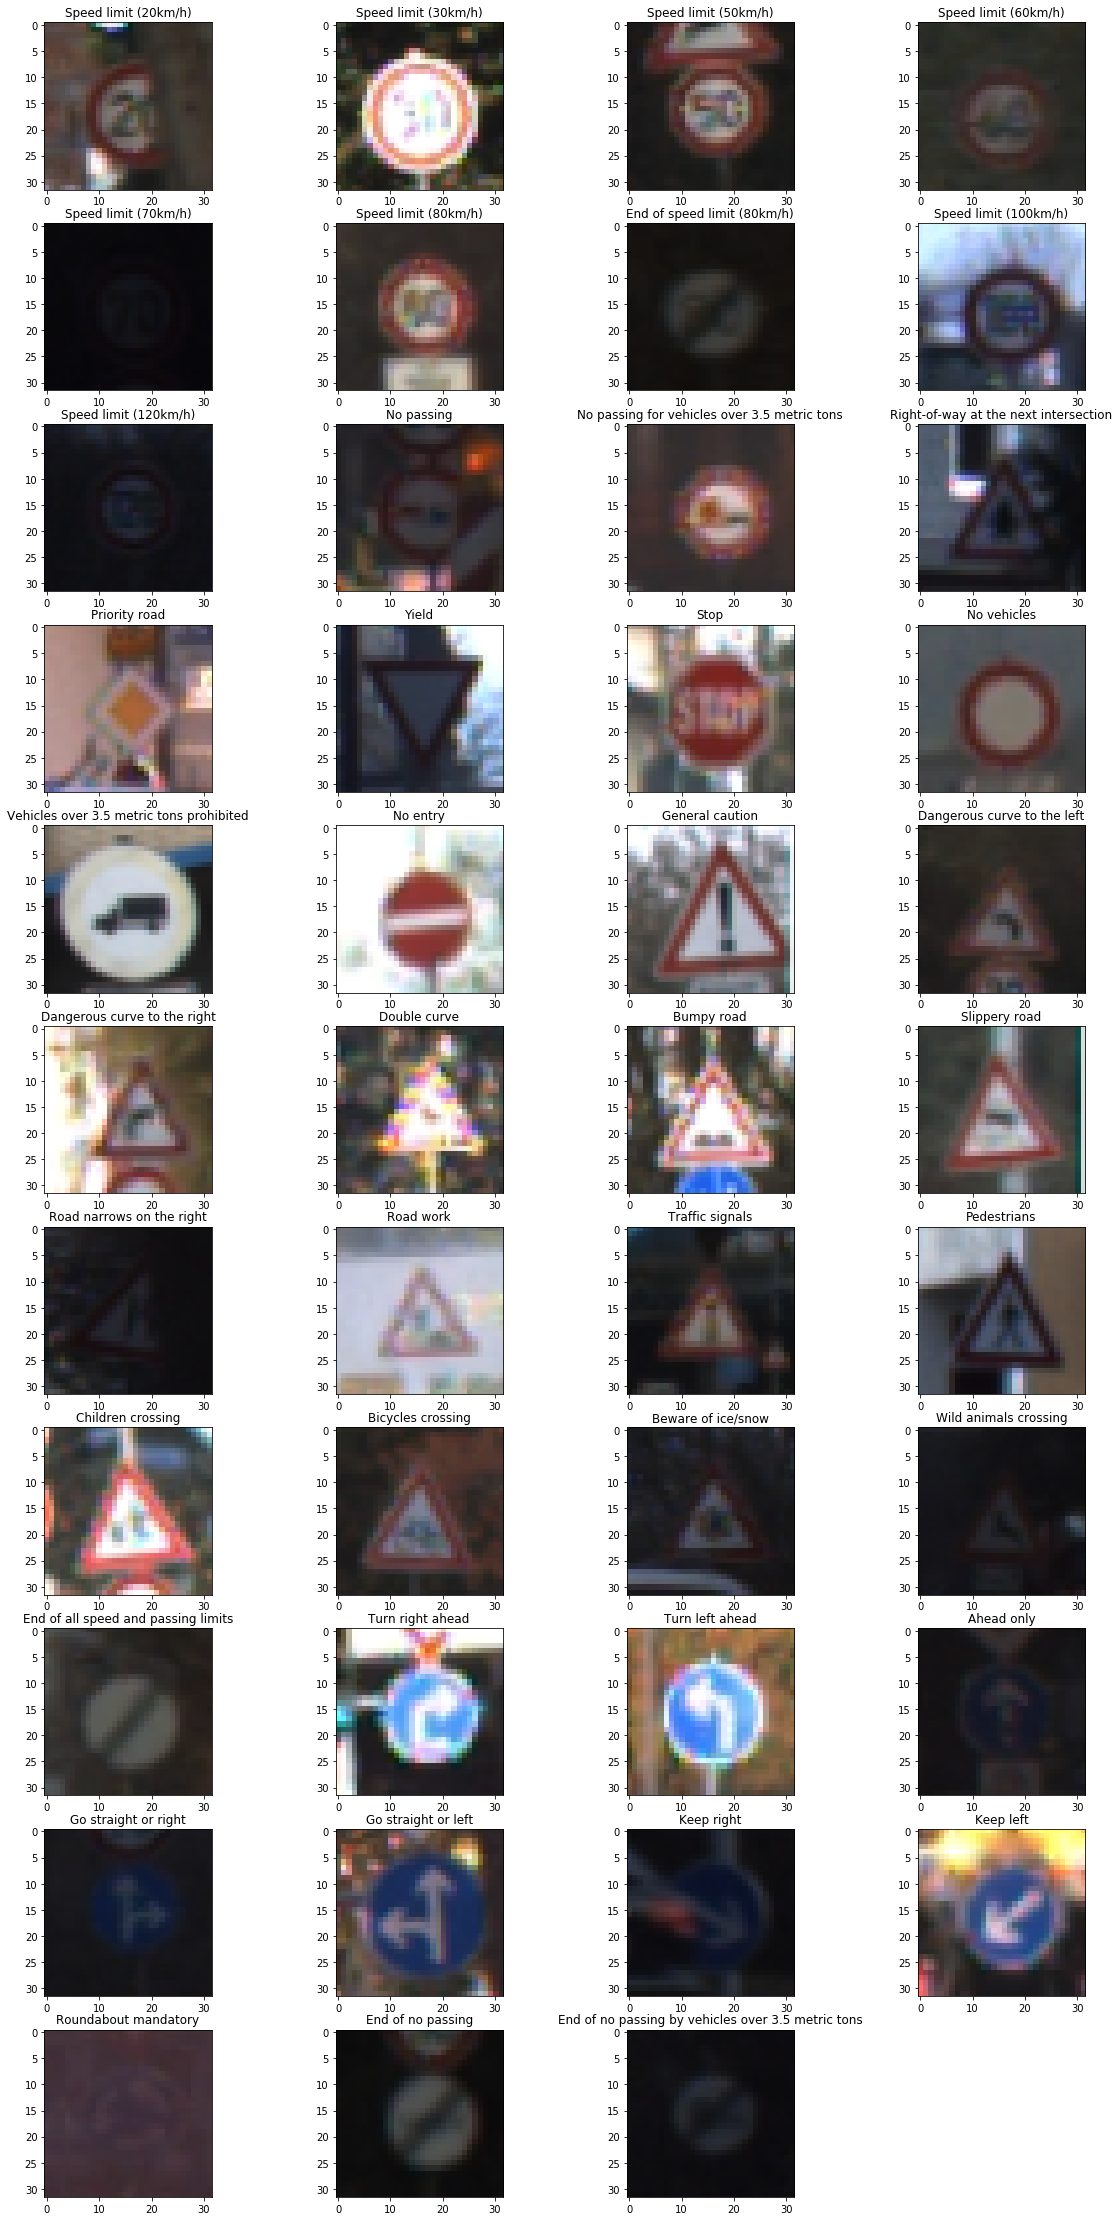 Speed limit (20km/h) Speed limit (30km/h) Speed limit (50km/h) Speed limit (60km/h)
0 0 0 0
5 5 5 5
10 10 10 10
15 15 15 15
20 20 20 20
25 25 25 25
30 30 30 30
0 10 20 30 0 10 20 30 0 10 20 30 0 10 20 30
Speed limit (70km/h) Speed limit (80km/h) End of speed limit (80km/h) Speed limit (100km/h)
0 0 0 0
5 5 5 5
10 10 10 10
15 15 15 15
20 20 20 20
25 25 25 25
30 30 30 30
0 10 20 30 0 10 20 30 0 10 20 30 0 10 20 30
Speed limit (120km/h) No passing No passing for vehicles over 3.5 metric tons Right-of-way at the next intersection
0 0 0 0
5 5 5 5
10 10 10 10
15 15 15 15
20 20 20 20
25 25 25 25
30 30 30 30
0 10 20 30 0 10 20 30 0 10 20 30 0 10 20 30
Priority road Yield Stop No vehicles
0 0 0 0
5 5 5 5
10 10 10 10
15 15 15 15
20 20 20 20
25 25 25 25
30 30 30 30
0 10 20 30 0 10 20 30 0 10 20 30 0 10 20 30
Vehicles over 3.5 metric tons prohibited No entry General caution Dangerous curve to the left
0 0 0 0
5 5 5 5
10 10 10 10
15 15 15 15
20 20 20 20
25 25 25 25
30 30 30 30
0 10 20 30 0 10 20 30 0 10 20 30 0 10 20 30
Dangerous curve to the right Double curve Bumpy road Slippery road
0 0 0 0
5 5 5 5
10 10 10 10
15 15 15 15
20 20 20 20
25 25 25 25
30 30 30 30
0 10 20 30 0 10 20 30 0 10 20 30 0 10 20 30
Road narrows on the right Road work Traffic signals Pedestrians
0 0 0 0
5 5 5 5
10 10 10 10
15 15 15 15
20 20 20 20
25 25 25 25
30 30 30 30
0 10 20 30 0 10 20 30 0 10 20 30 0 10 20 30
Children crossing Bicycles crossing Beware of ice/snow Wild animals crossing
0 0 0 0
5 5 5 5
10 10 10 10
15 15 15 15
20 20 20 20
25 25 25 25
30 30 30 30
0 10 20 30 0 10 20 30 0 10 20 30 0 10 20 30
End of all speed and passing limits Turn right ahead Turn left ahead Ahead only
0 0 0 0
5 5 5 5
10 10 10 10
15 15 15 15
20 20 20 20
25 25 25 25
30 30 30 30
0 10 20 30 0 10 20 30 0 10 20 30 0 10 20 30
Go straight or right Go straight or left Keep right Keep left
0 0 0 0
5 5 5 5
10 10 10 10
15 15 15 15
20 20 20 20
25 25 25 25
30 30 30 30
0 10 20 30 0 10 20 30 0 10 20 30 0 10 20 30
Roundabout mandatory End of no passing End of no passing by vehicles over 3.5 metric tons
0 0 0
5 5 5
10 10 10
15 15 15
20 20 20
25 25 25
30 30 30
0 10 20 30 0 10 20 30 0 10 20 30